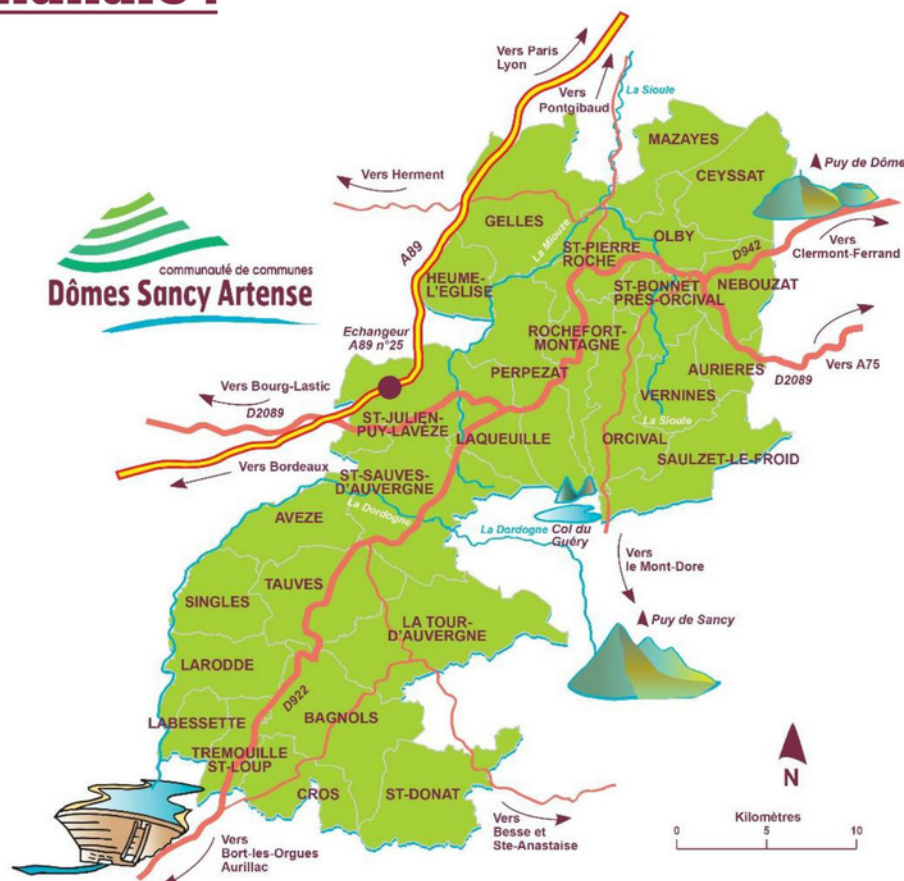 Vers Paris
Lyon
Vers
Pontgibaud
La Sioule
MAZAYES
Puy de Dôme
CEYSSAT
Vers Herment
GELLES
La Miouze
OLBY
D942
Vers
Clermont-Ferrand
A89
ST-PIERRE
ROCHE
communauté de communes
Dômes Sancy Artense
HEUME-
L'EGLISE
ST-BONNET
PRÈS-ORCIVAL
NEBOUZAT
Echangeur
A89 n°25
ROCHEFORT-
MONTAGNE
Vers A75
PERPEZAT
AURIERES
D2089
Vers Bourg-Lastic
D2089
VERNINES
ST-JULIEN-
PUY-LAVÈZE
La Sioule
LAQUEUILLE
ORCIVAL
SAULZET-LE-FROID
Vers Bordeaux
ST-SAUVES-
D'AUVERGNE
AVEZE
La Dordogne
La Dordogne
Col du
Guéry
Vers
le Mont-Dore
TAUVES
SINGLES
LA TOUR-
D'AUVERGNE
Puy de Sancy
LARODDE
D922
BAGNOLS
LABESSETTE
TREMOUILLE
ST-LOUP
CROS
ST-DONAT
N
Kilomètres
0 5 10
Vers
Besse et
Ste-Anastaise
Vers
Bort-les-Orgues
Aurillac